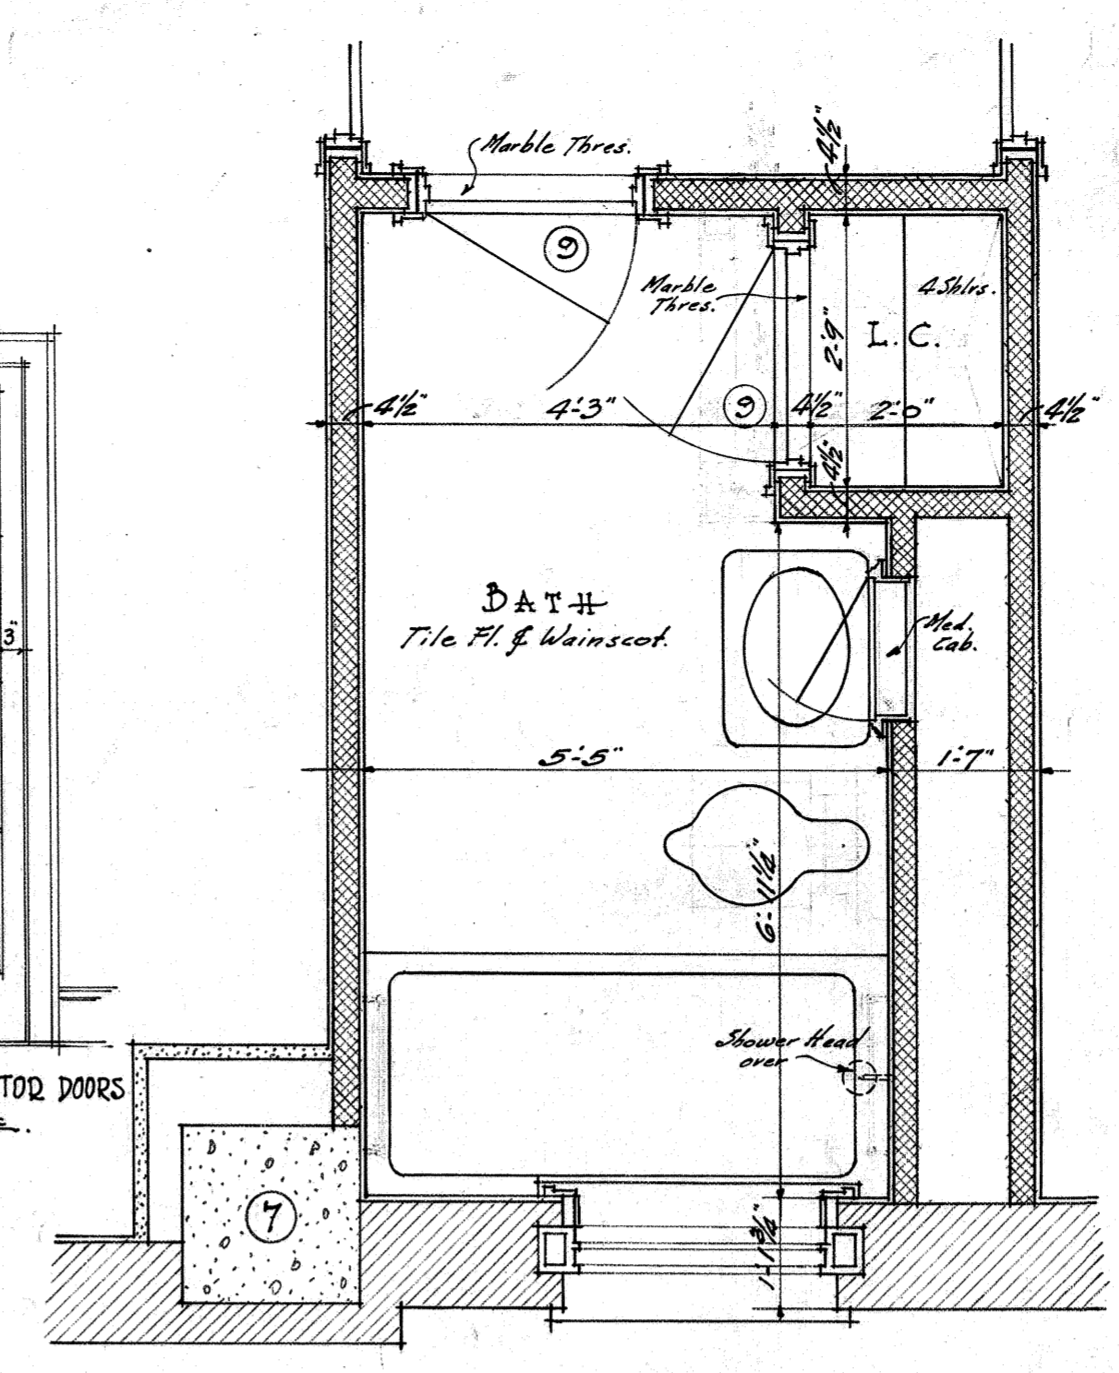 Marble Thres.
4½"
9
Marble
Thres.
4 Shlvs.
L. C.
2'-9"
4½"
4'-3"
9
4½"
2'-0"
4½"
4½"
BATH
Tile Fl. & Wainscot.
Med.
Cab.
3"
5'-5"
1'-7"
6'-11¼"
Shower Head
over
TOR DOORS
7
1'-1¾"